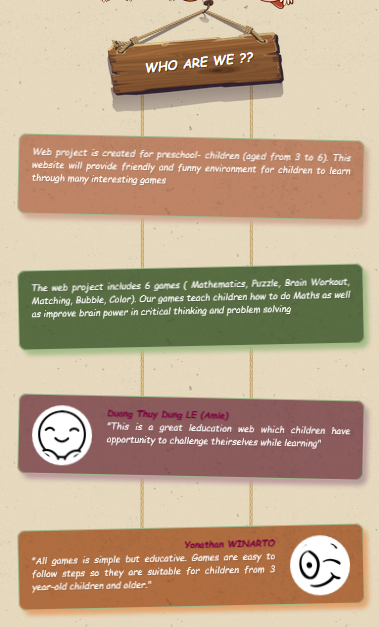 WHO ARE WE ??
Web project is created for preschool- children (aged from 3 to 6). This
website will provide friendly and funny environment for children to learn
through many interesting games
The web project includes 6 games ( Mathematics, Puzzle, Brain Workout,
Matching, Bubble, Color). Our games teach children how to do Maths as well
as improve brain power in critical thinking and problem solving
Duong Thuy Dung LE (Amie)
"This is a great leducation web which children have
opportunity to challenge theirselves while learning"
Yonathan WINARTO
"All games is simple but educative. Games are easy to
follow steps so they are suitable for children from 3
year-old children and older."